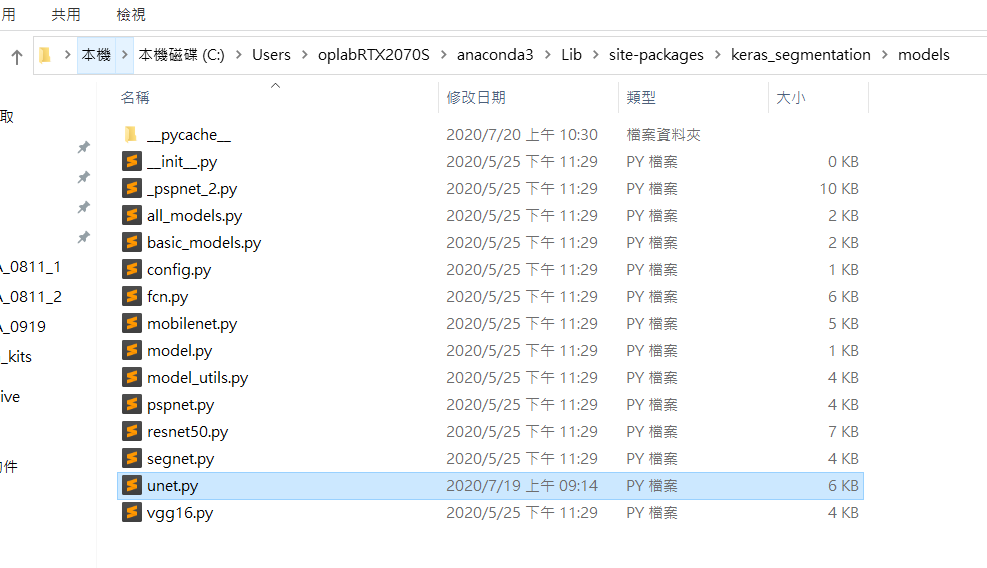 用 共用 檢視
本機 本機磁碟 (C:) Users oplabRTX2070S anaconda3 Lib site-packages keras_segmentation models
名稱 修改日期 類型 大小
取
__pycache__ 2020/7/20 上午 10:30 檔案資料夾
__init__.py 2020/5/25 下午 11:29 PY 檔案 0 KB
_pspnet_2.py 2020/5/25 下午 11:29 PY 檔案 10 KB
all_models.py 2020/5/25 下午 11:29 PY 檔案 2 KB
basic_models.py 2020/5/25 下午 11:29 PY 檔案 2 KB
A_0811_1 config.py 2020/5/25 下午 11:29 PY 檔案 1 KB
A_0811_2 fcn.py 2020/5/25 下午 11:29 PY 檔案 6 KB
A_0919 mobilenet.py 2020/5/25 下午 11:29 PY 檔案 5 KB
_kits model.py 2020/5/25 下午 11:29 PY 檔案 1 KB
model_utils.py 2020/5/25 下午 11:29 PY 檔案 4 KB
ive pspnet.py 2020/5/25 下午 11:29 PY 檔案 4 KB
resnet50.py 2020/5/25 下午 11:29 PY 檔案 7 KB
件 segnet.py 2020/5/25 下午 11:29 PY 檔案 4 KB
unet.py 2020/7/19 上午 09:14 PY 檔案 6 KB
vgg16.py 2020/5/25 下午 11:29 PY 檔案 4 KB